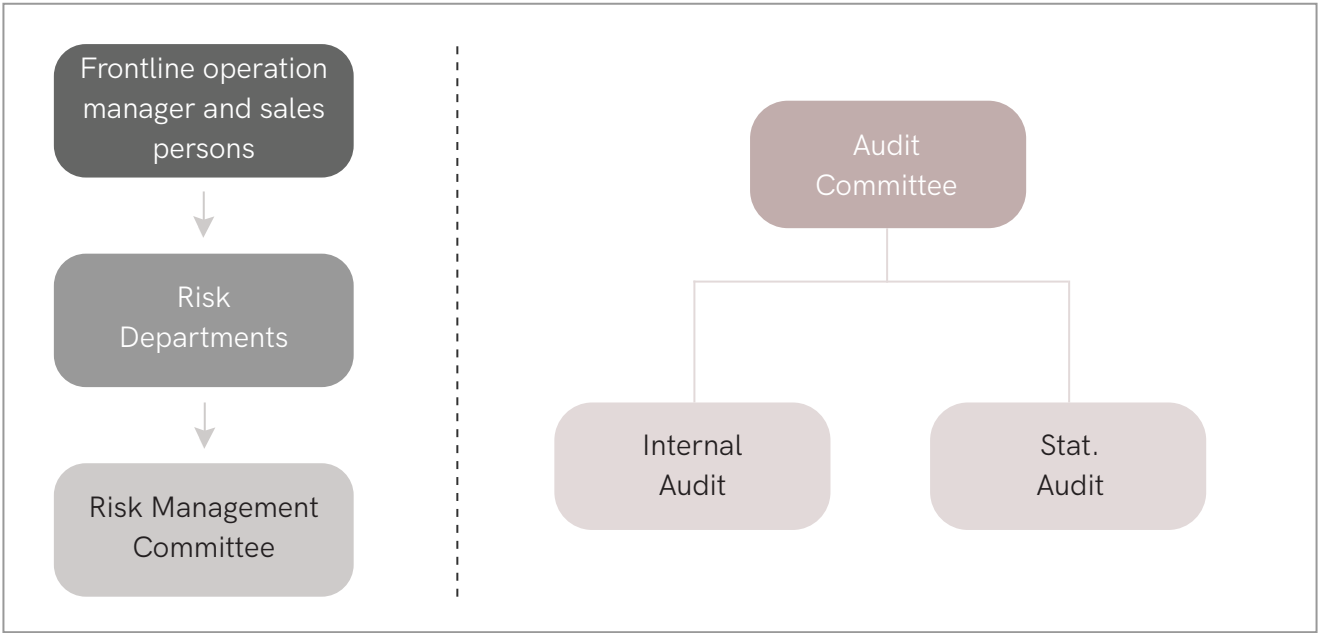 Frontline operation
manager and sales
persons
Risk
Departments
Risk Management
Committee
Audit
Committee
Internal
Audit
Stat.
Audit